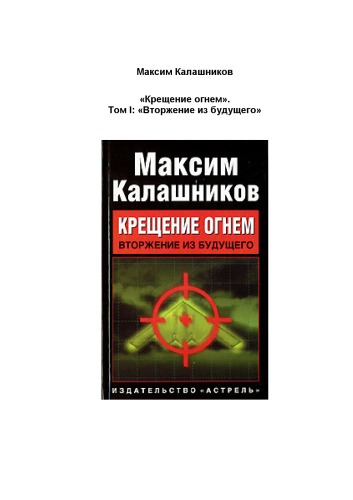 Максим Калашников
«Крещение огнем».
Том I: «Вторжение из будущего»
Максим
Калашников
КРЕЩЕНИЕ ОГНЕМ
ВТОРЖЕНИЕ ИЗ БУДУЩЕГО
ИЗДАТЕЛЬСТВО «АСТРЕЛЬ»